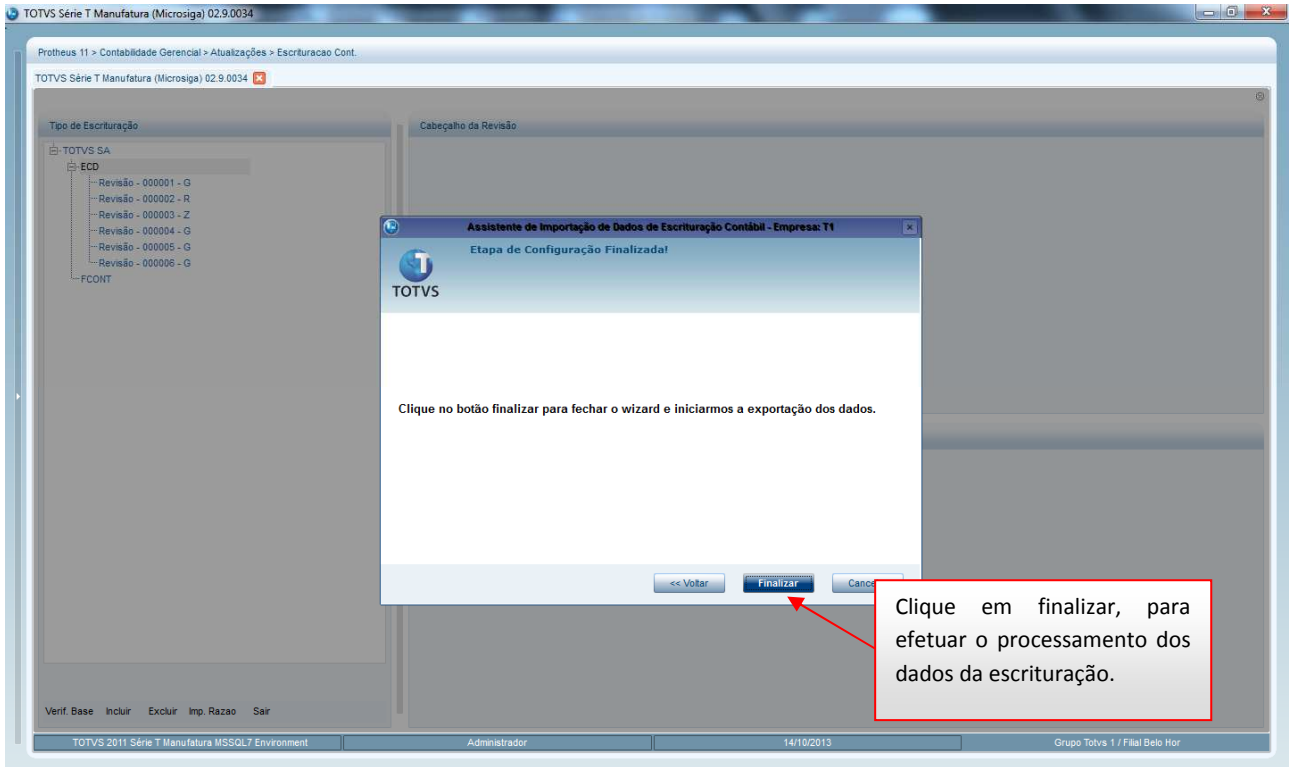 TOTVS Série T Manufatura (Microsiga) 02.9.0034
Protheus 11 > Contabilidade Gerencial > Atualizações > Escrituracao Cont.
TOTVS Série T Manufatura (Microsiga) 02.9.0034
Tipo de Escrituração
Cabeçalho da Revisão
TOTVS SA
ECD
Revisão - 000001 - G
Revisão - 000002 - R
Revisão - 000003 - Z
Revisão - 000004 - G
Revisão - 000005 - G
Revisão - 000006 - G
FCONT
Assistente de Importação de Dados de Escrituração Contábil - Empresa: T1
Etapa de Configuração Finalizada!
TOTVS
Clique no botão finalizar para fechar o wizard e iniciarmos a exportação dos dados.
<< Voltar Finalizar Cance
Clique em finalizar, para
efetuar o processamento dos
dados da escrituração.
Verif. Base Incluir Excluir Imp. Razao Sair
TOTVS 2011 Série T Manufatura MSSQL7 Environment Administrador 14/10/2013 Grupo Totvs 1 / Filial Belo Hor